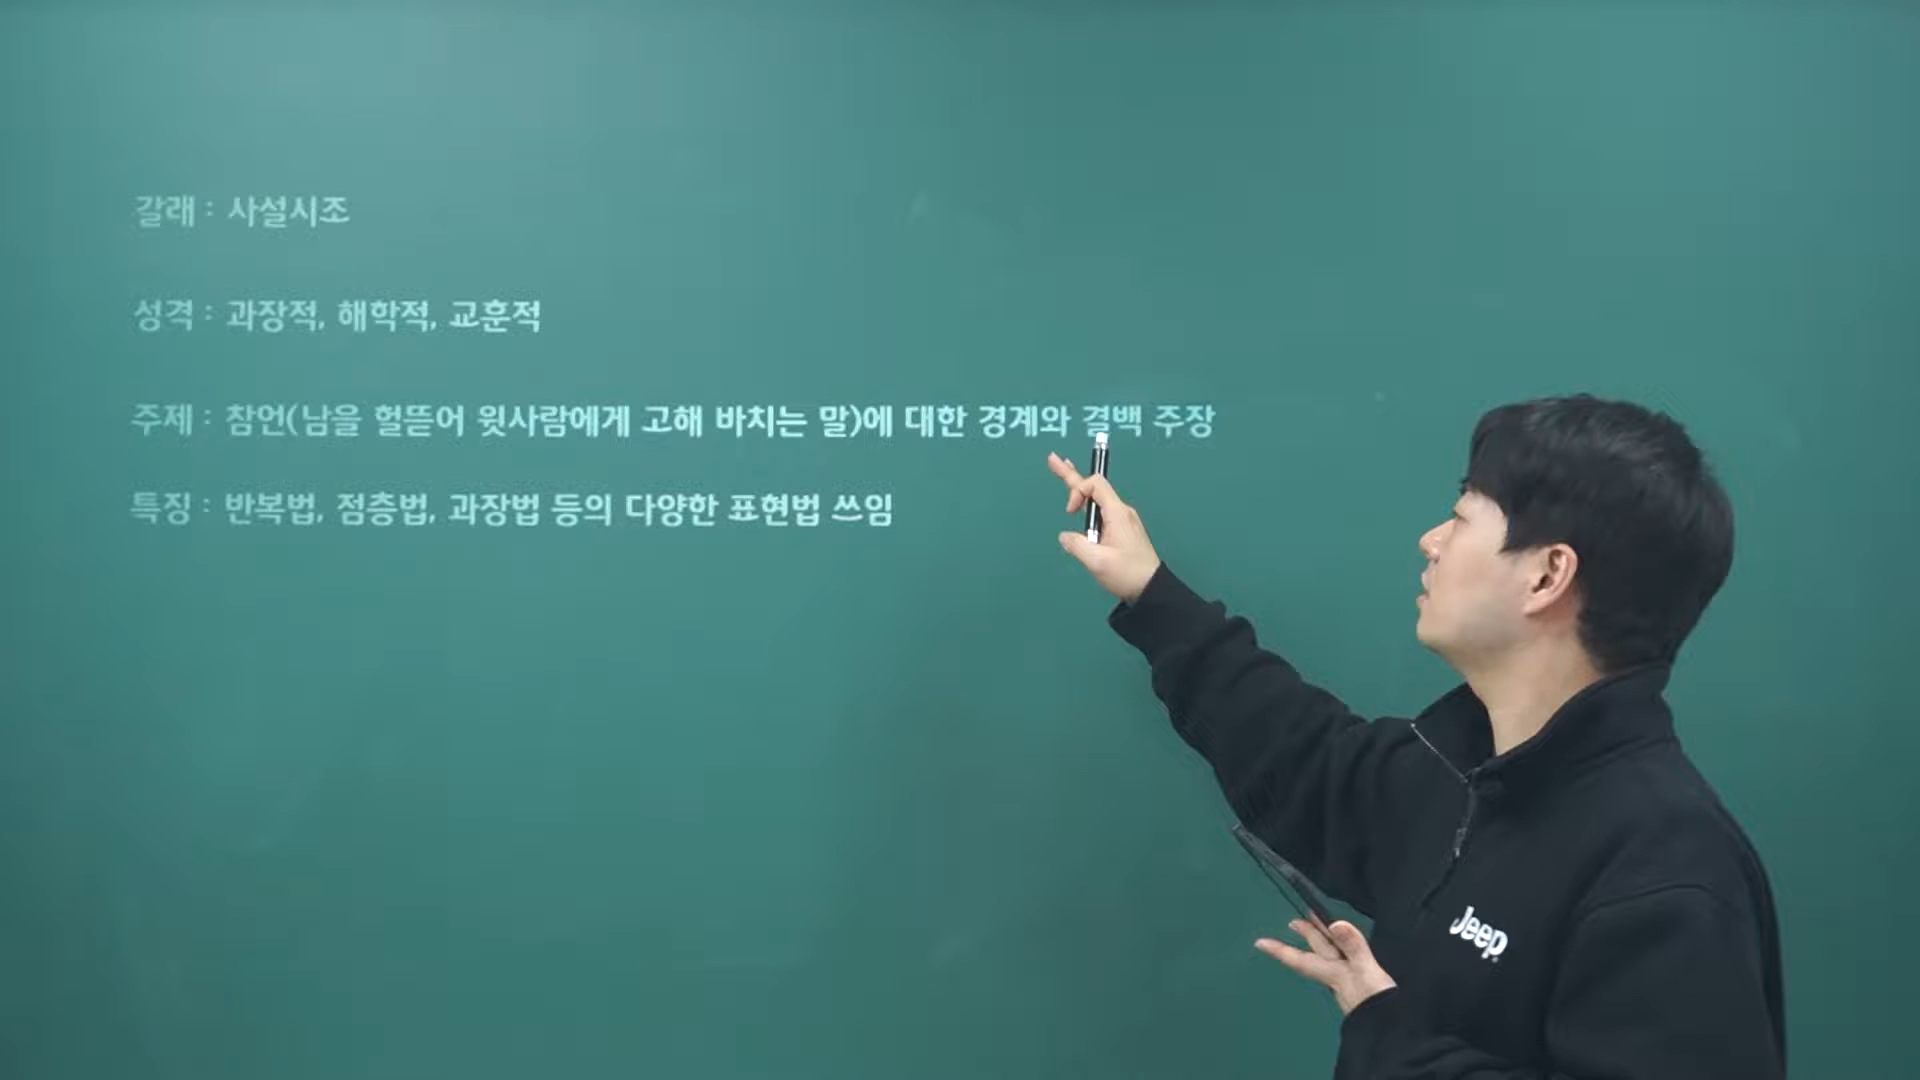 갈래 : 사설시조
성격 : 과장적, 해학적, 교훈적
주제 : 참언(남을 헐뜯어 윗사람에게 고해 바치는 말)에 대한 경계와 결백 주장
특징 : 반복법, 점층법, 과장법 등의 다양한 표현법 쓰임
Jeep